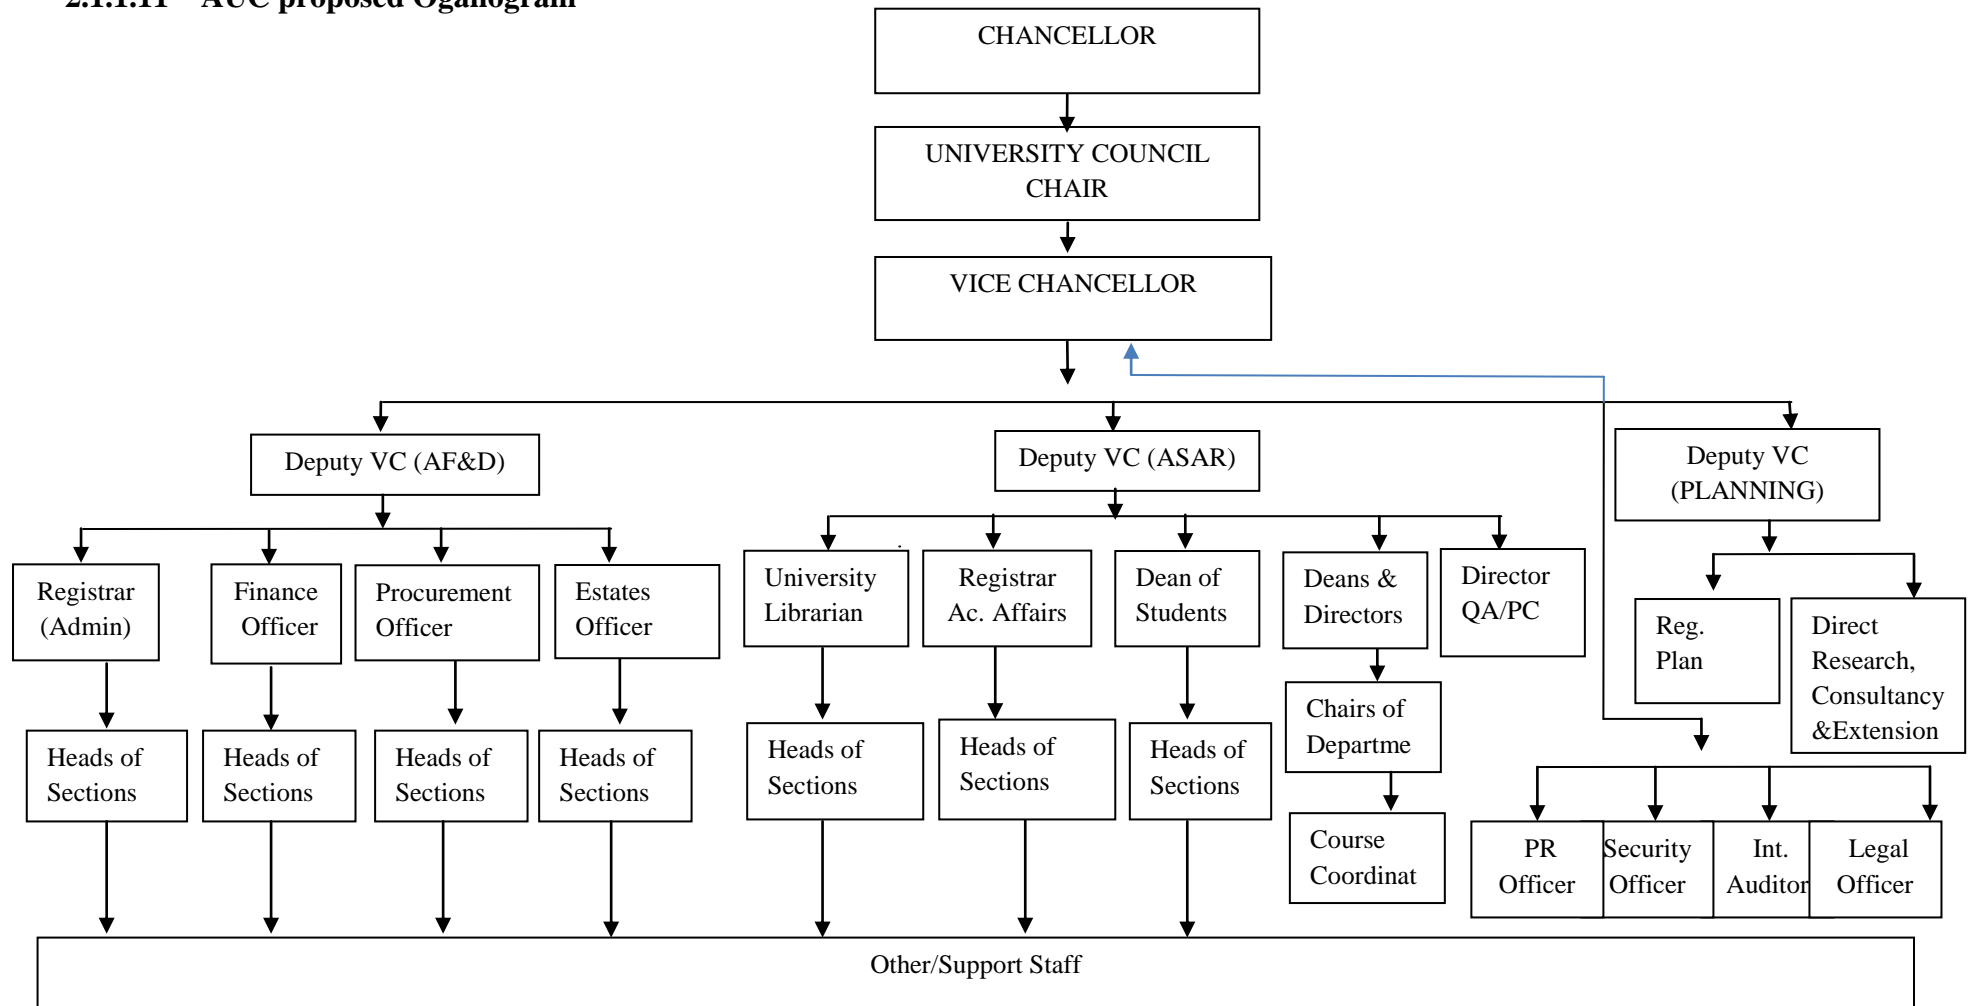 2.1.1.11 AUC proposed Oganogram
CHANCELLOR
UNIVERSITY COUNCIL
CHAIR
VICE CHANCELLOR
Deputy VC (AF&D)
Deputy VC (ASAR)
Deputy VC
(PLANNING)
Registrar
(Admin)
Finance
Officer
Procurement
Officer
Estates
Officer
University
Librarian
Registrar
Ac. Affairs
Dean of
Students
Deans &
Directors
Director
QA/PC
Reg.
Plan
Direct
Research,
Consultancy
&Extension
Heads of
Sections
Heads of
Sections
Heads of
Sections
Heads of
Sections
Heads of
Sections
Heads of
Sections
Heads of
Sections
Chairs of
Departme
Course
Coordinat
PR
Officer
Security
Officer
Int.
Auditor
Legal
Officer
Other/Support Staff